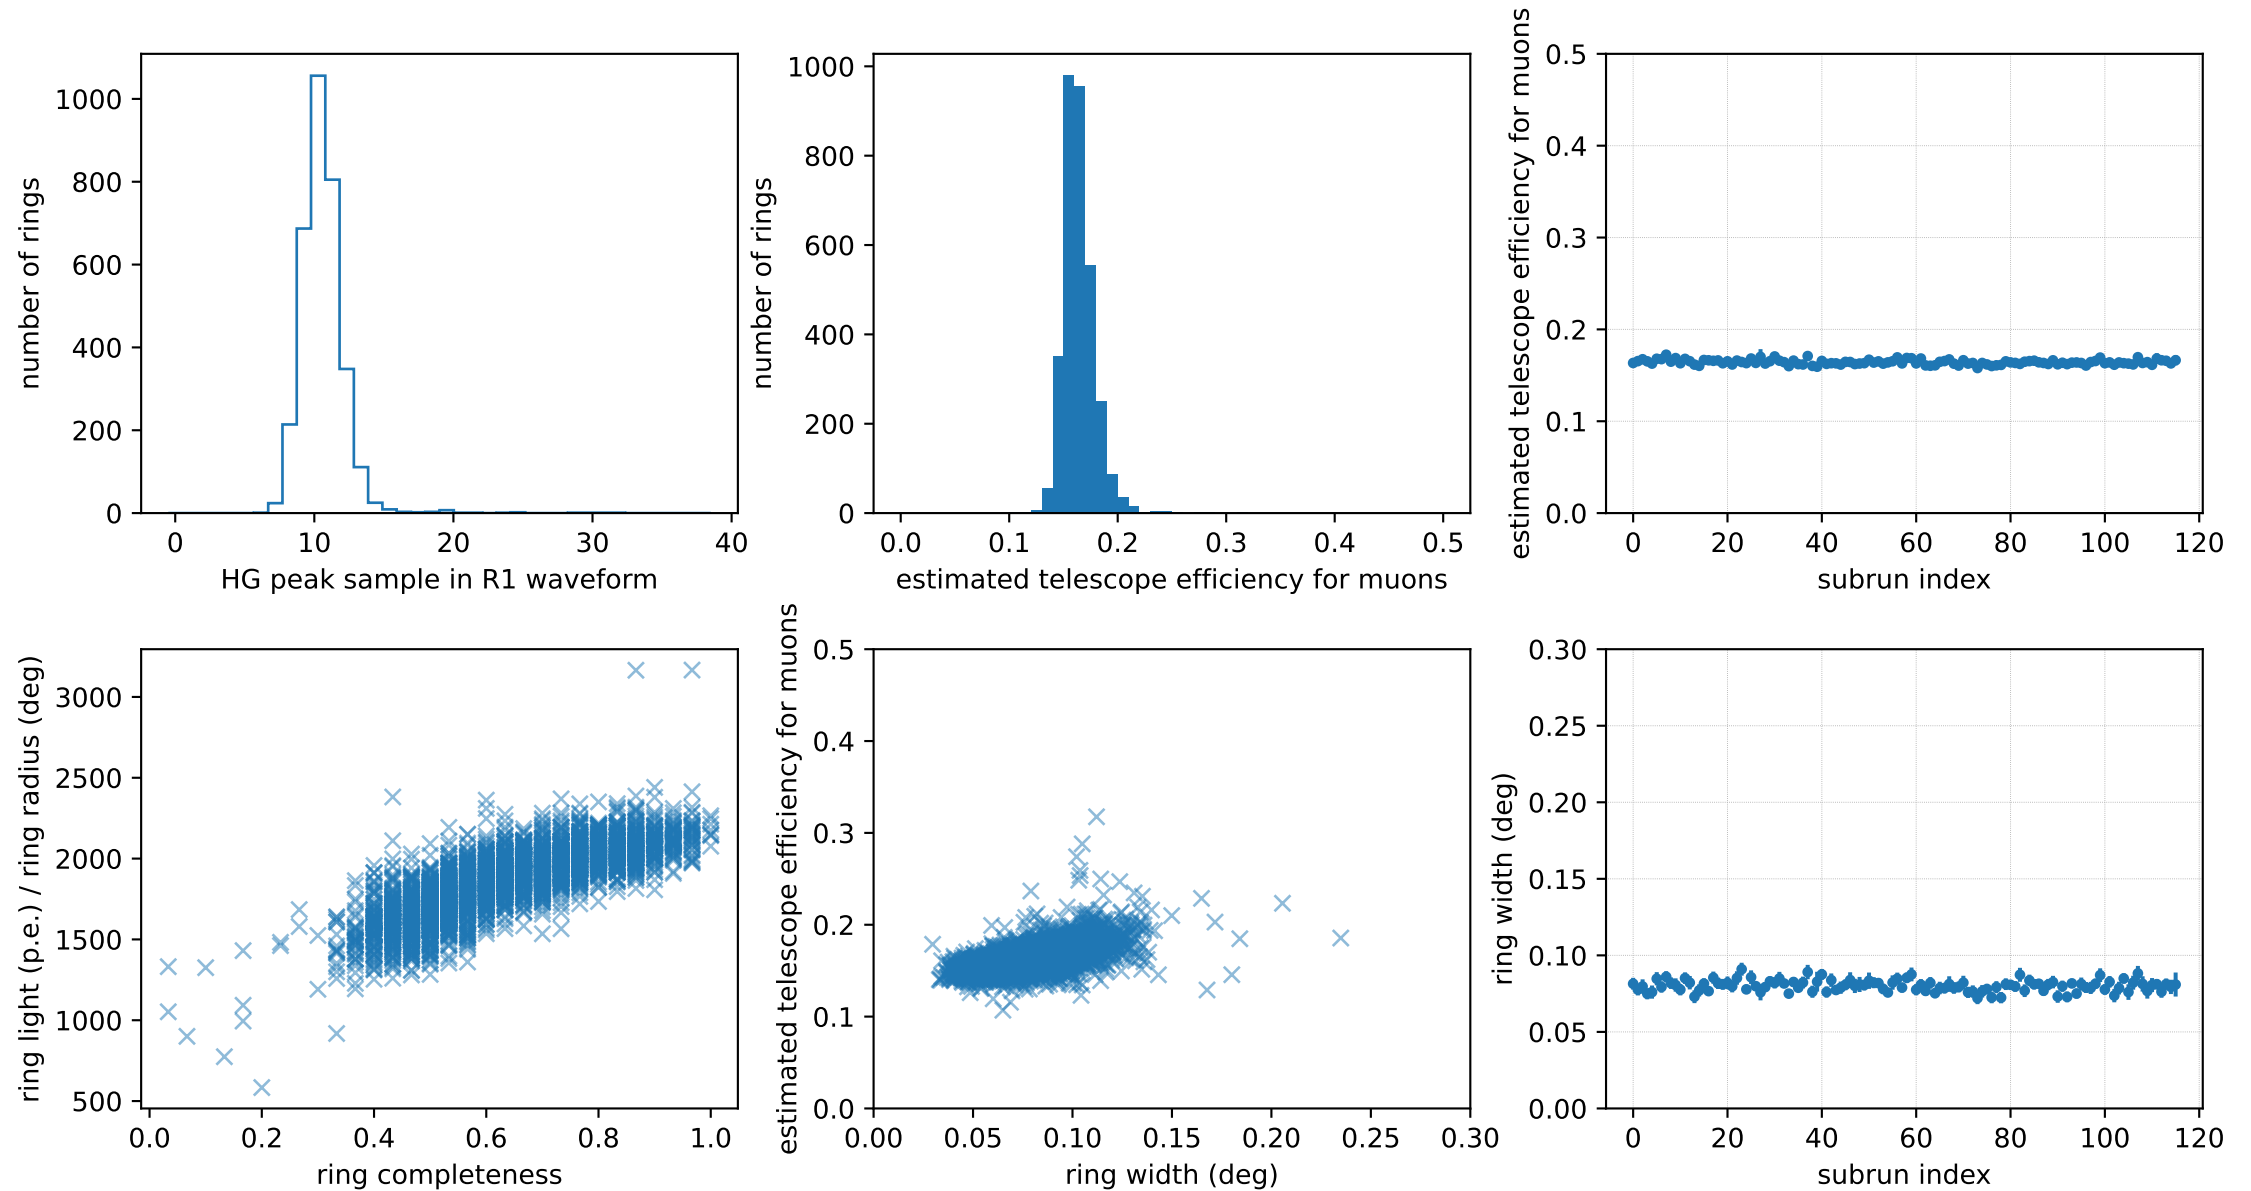 number of rings
1000
800
600
400
200
0
0 10 20 30 40
HG peak sample in R1 waveform
number of rings
1000
800
600
400
200
0
0.0 0.1 0.2 0.3 0.4 0.5
estimated telescope efficiency for muons
estimated telescope efficiency for muons
0.5
0.4
0.3
0.2
0.1
0.0
0 20 40 60 80 100 120
subrun index
ring light (p.e.) / ring radius (deg)
3000
2500
2000
1500
1000
500
0.0 0.2 0.4 0.6 0.8 1.0
ring completeness
estimated telescope efficiency for muons
0.5
0.4
0.3
0.2
0.1
0.0
0.00 0.05 0.10 0.15 0.20 0.25 0.30
ring width (deg)
ring width (deg)
0.30
0.25
0.20
0.15
0.10
0.05
0.00
0 20 40 60 80 100 120
subrun index